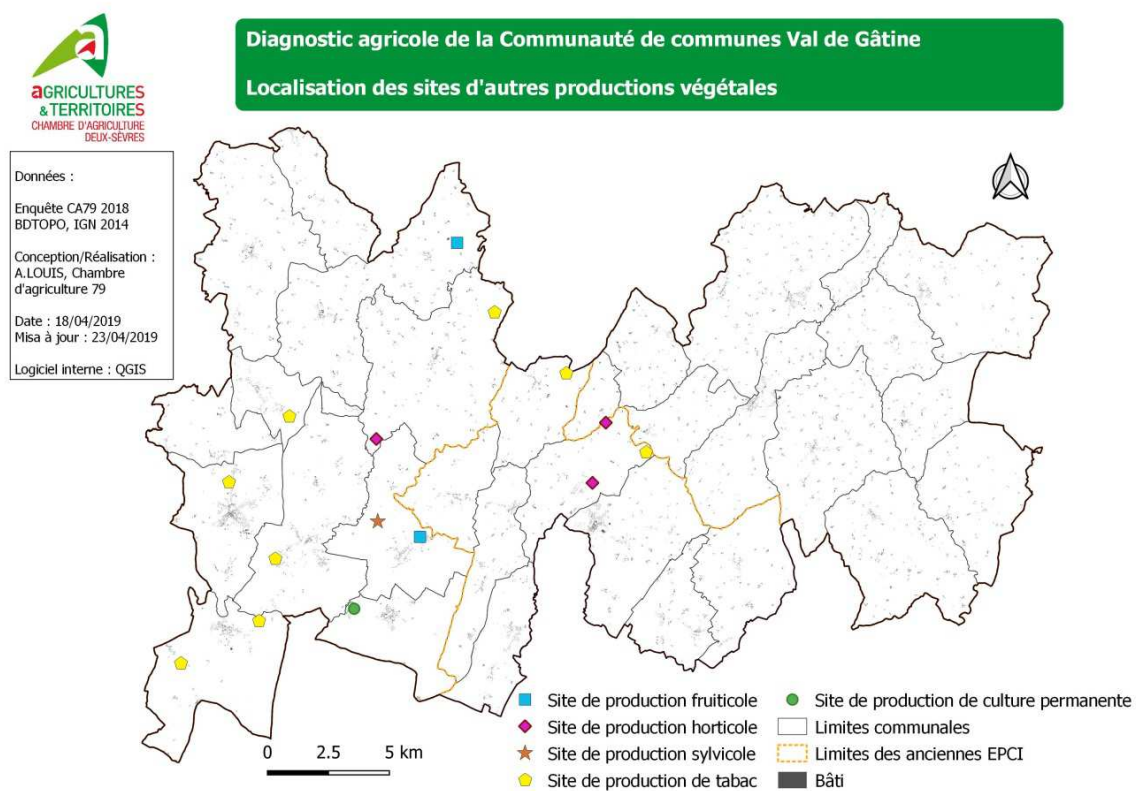 Diagnostic agricole de la Communauté de communes Val de Gâtine
Localisation des sites d'autres productions végétales
a
aGRICULTURES
& TERRITOIRES
CHAMBRE D'AGRICULTURE
DEUX-SÈVRES
Données :
Enquête CA79 2018
BDTOPO, IGN 2014
Conception/Réalisation :
A.LOUIS, Chambre
d'agriculture 79
Date : 18/04/2019
Misa à jour : 23/04/2019
Logiciel interne : QGIS
0 2.5 5 km
Site de production fruiticole
Site de production horticole
Site de production sylvicole
Site de production de tabac
Site de production de culture permanente
Limites communales
Limites des anciennes EPCI
Bâti